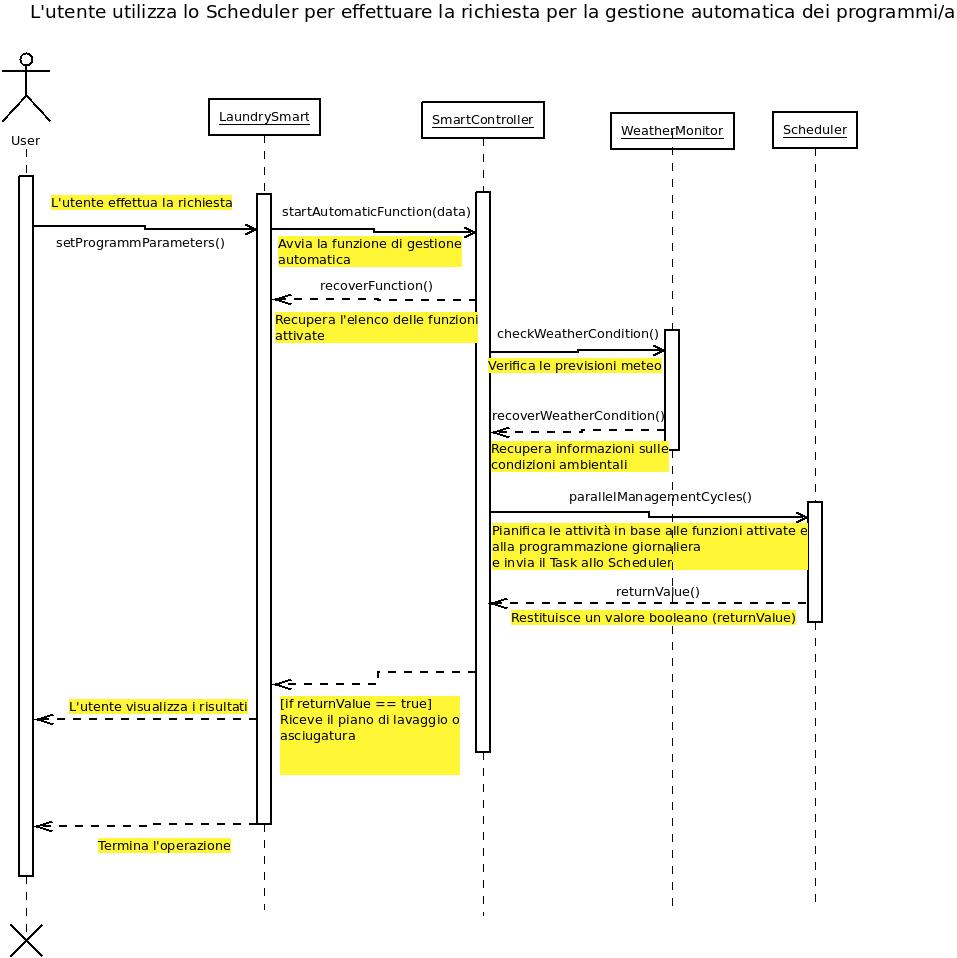 L'utente utilizza lo Scheduler per effettuare la richiesta per la gestione automatica dei programmi/a
User
LaundrySmart
SmartController
WeatherMonitor
Scheduler
L'utente effettua la richiesta
setProgrammParameters()
startAutomaticFunction(data)
Avvia la funzione di gestione
automatica
recoverFunction()
Recupera l'elenco delle funzioni
attivate
checkWeatherCondition()
Verifica le previsioni meteo
recoverWeatherCondition()
Recupera informazioni sulle
condizioni ambientali
parallelManagementCycles()
Pianifica le attività in base alle funzioni attivate e
alla programmazione giornaliera
e invia il Task allo Scheduler
returnValue()
Restituisce un valore booleano (returnValue)
[if returnValue == true]
Riceve il piano di lavaggio o
asciugatura
L'utente visualizza i risultati
Termina l'operazione